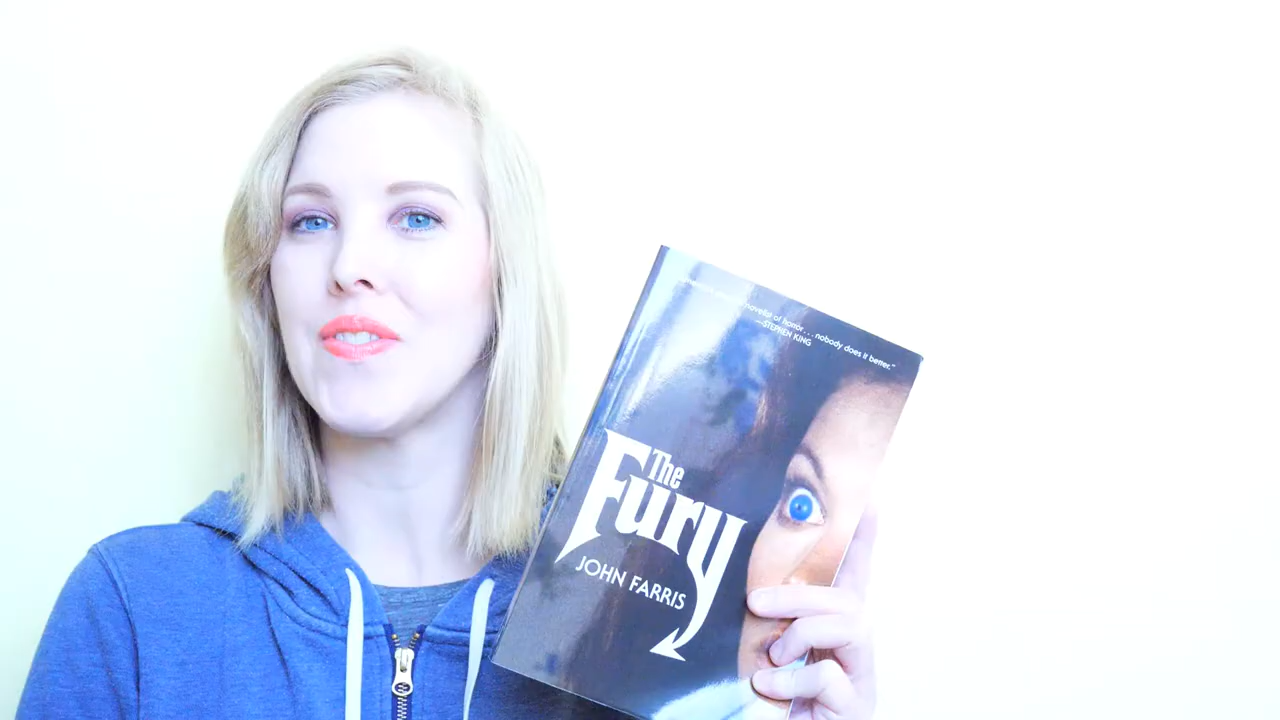 novelist of horror . . . nobody does it better."
—STEPHEN KING
The
Fury
JOHN FARRIS